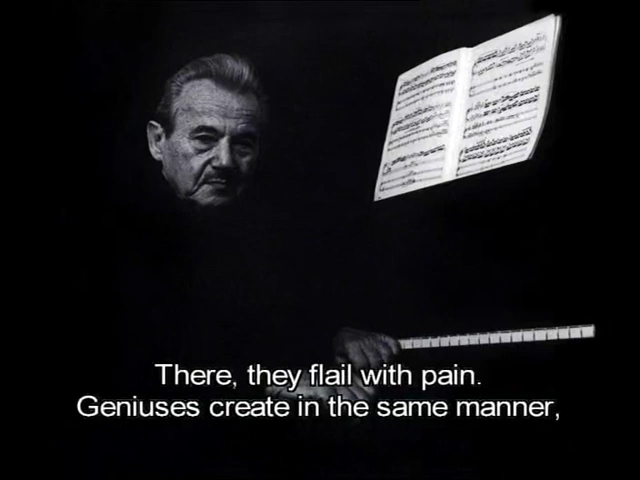 There, they flail with pain.
Geniuses create in the same manner,